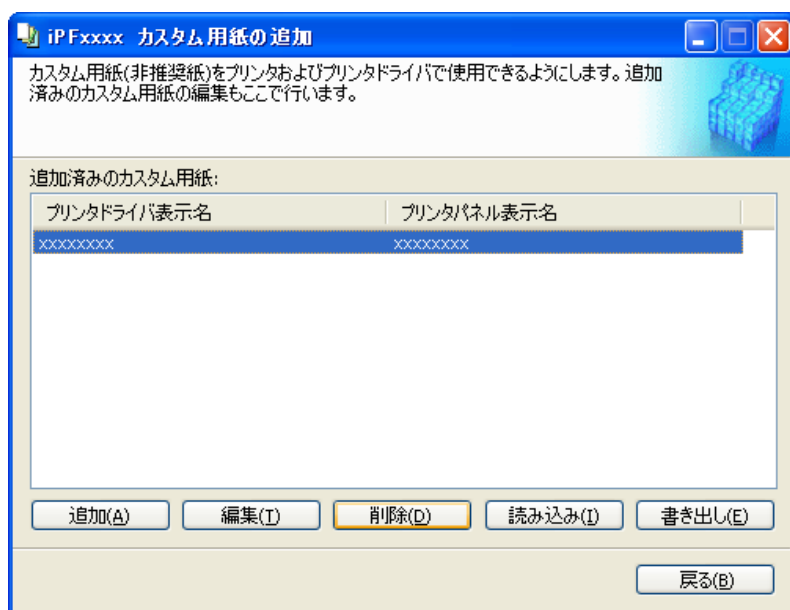 iPFxxxx カスタム用紙の追加
カスタム用紙(非推奨紙)をプリンタおよびプリンタドライバで使用できるようにします。追加
済みのカスタム用紙の編集もここで行います。
追加済みのカスタム用紙:
プリンタドライバ表示名 プリンタパネル表示名
xxxxxxxx xxxxxxxx
追加(A) 編集(T) 削除(D) 読み込み(I) 書き出し(E)
戻る(B)